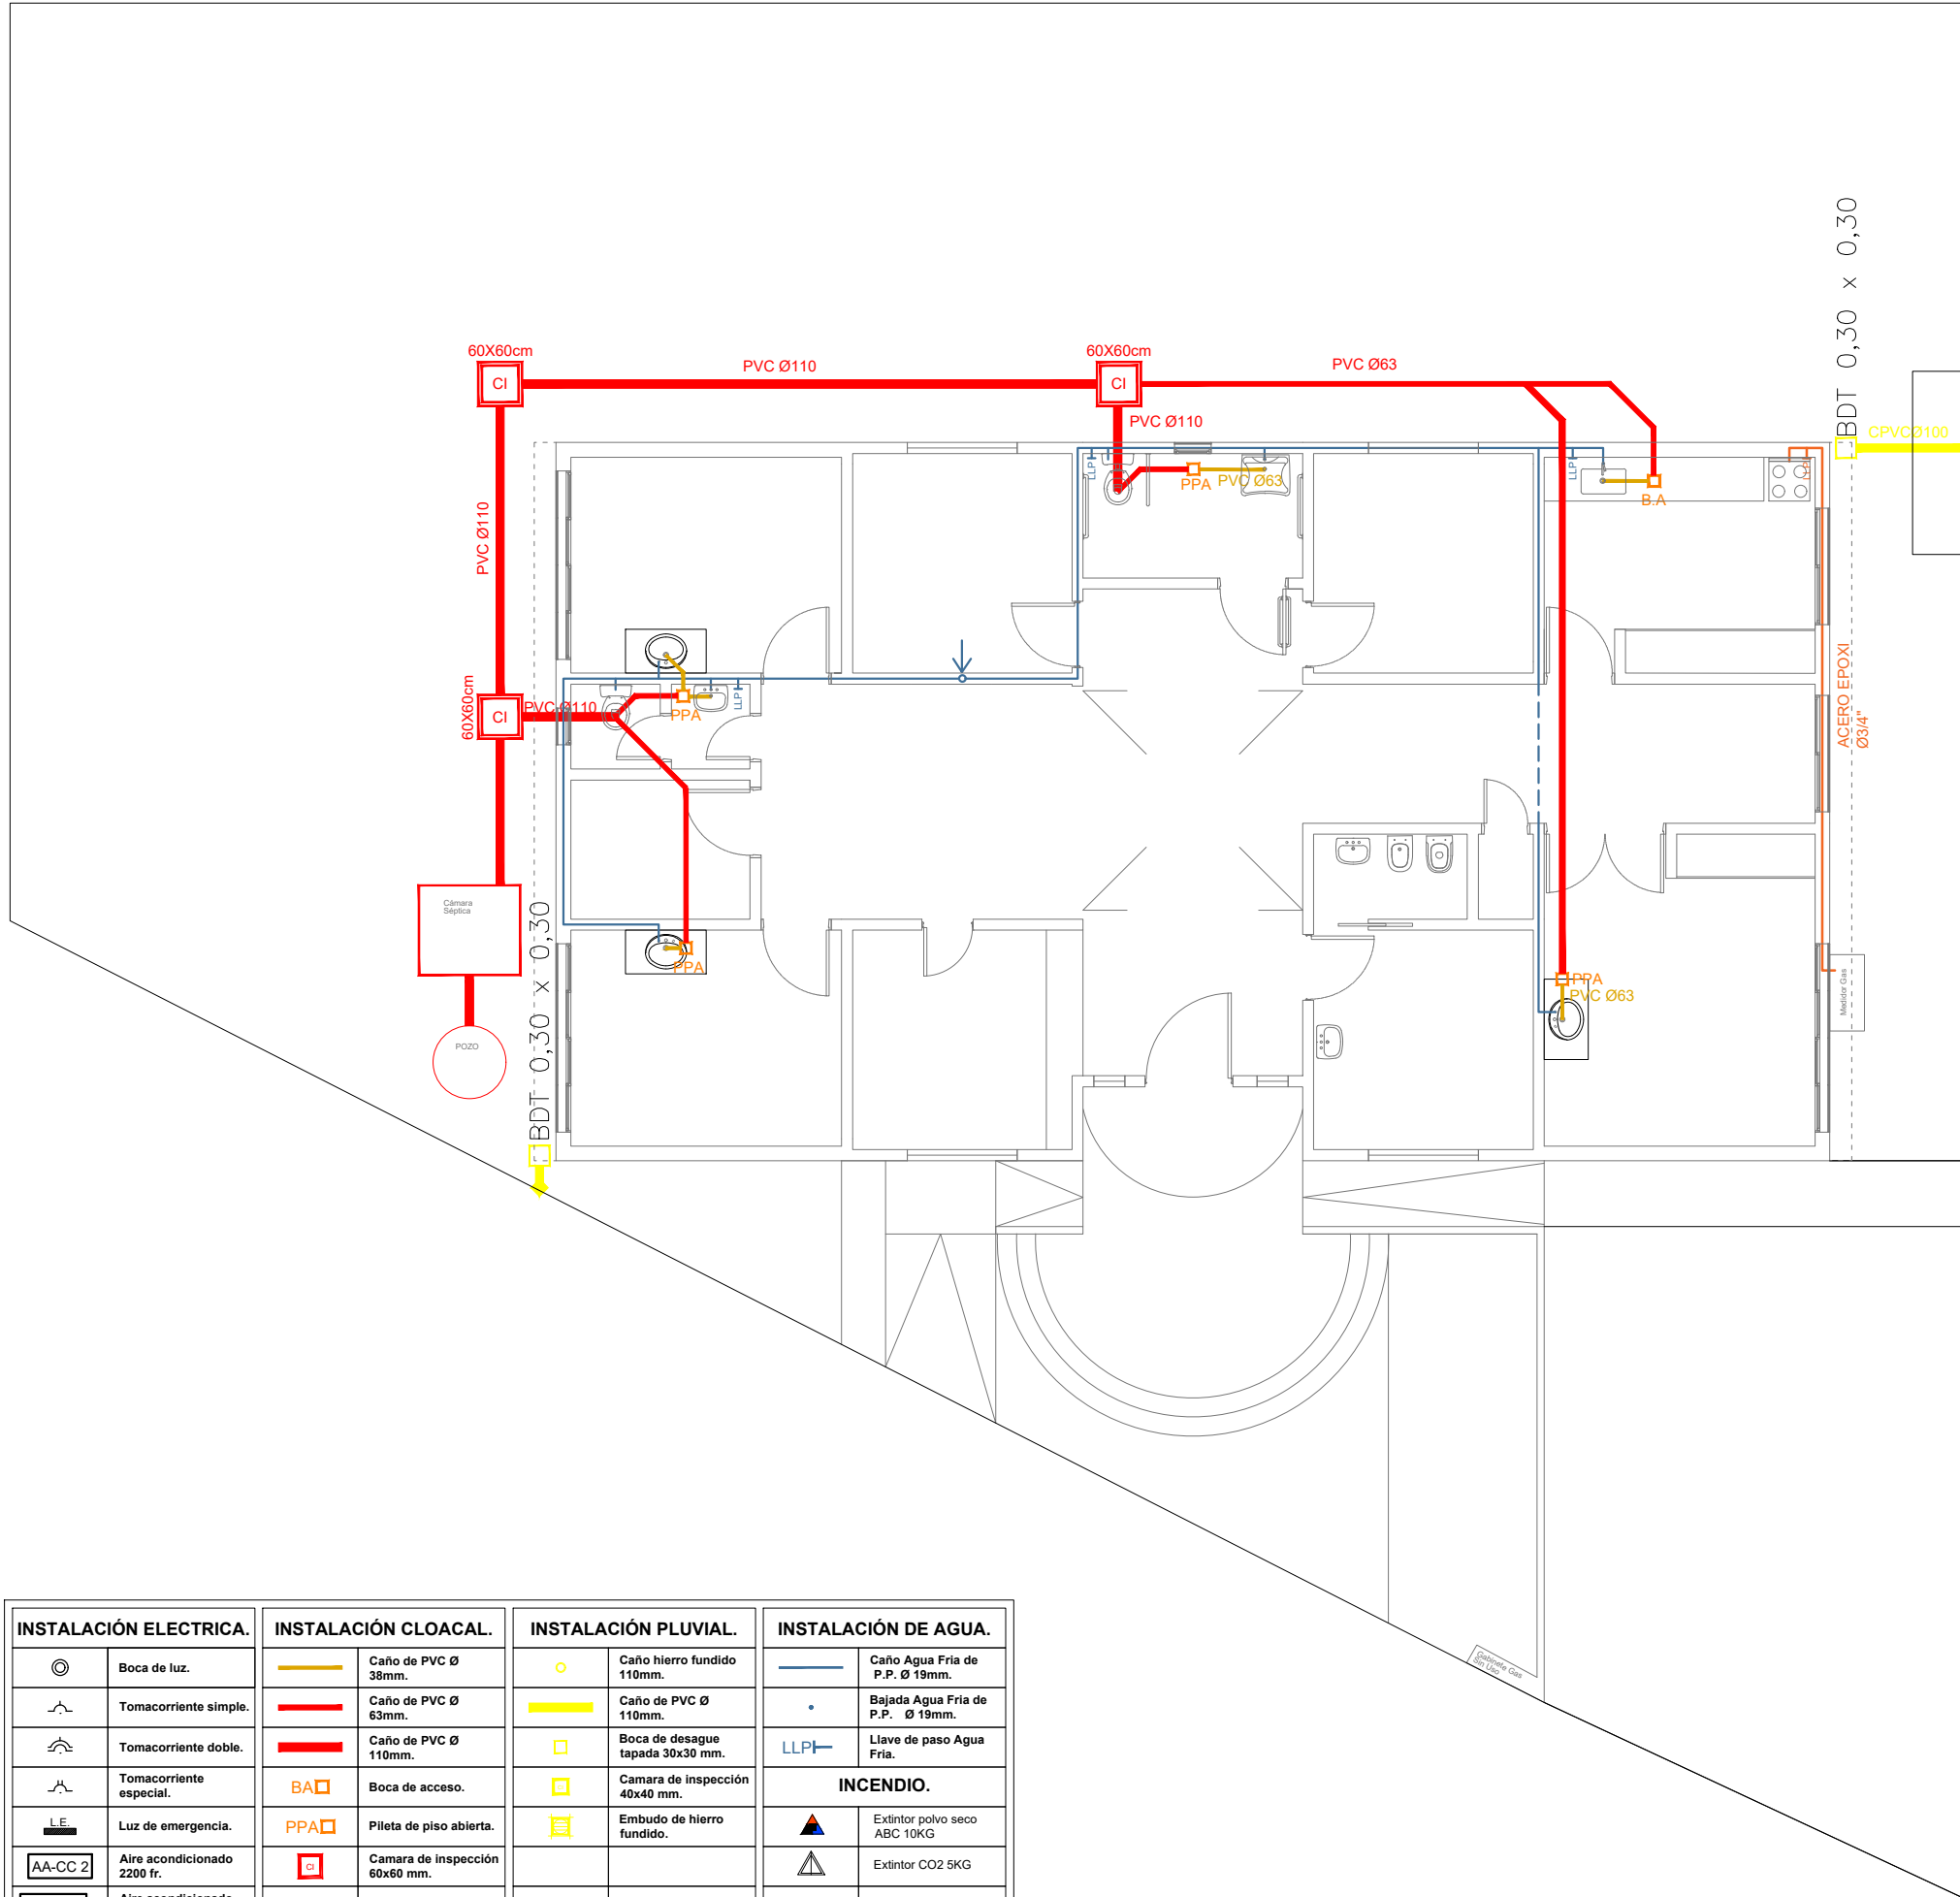 BDT 0,30 x 0,30
60X60cm
60X60cm
PVC Ø110
PVC Ø63
CI
CI
PVC Ø110
CPVCØ100
LLP
LLP
LLP
PPA
PVC Ø63
B.A
PVC Ø110
ACERO EPOXI
Ø3/4"
60X60cm
CI
PVC Ø110
PPA
LLP
Cámara
Séptica
BDT 0,30 x 0,30
PPA
PPA
PVC Ø63
Medidor Gas
POZO
Gabinete Gas
Sin Uso
INSTALACIÓN ELECTRICA.
Boca de luz.
Tomacorriente simple.
Tomacorriente doble.
Tomacorriente
especial.
L.E.
Luz de emergencia.
AA-CC 2
Aire acondicionado
2200 fr.
Aire acondicionado
INSTALACIÓN CLOACAL.
Caño de PVC Ø
38mm.
Caño de PVC Ø
63mm.
Caño de PVC Ø
110mm.
BA
Boca de acceso.
PPA
Pileta de piso abierta.
CI
Camara de inspección
60x60 mm.
INSTALACIÓN PLUVIAL.
Caño hierro fundido
110mm.
Caño de PVC Ø
110mm.
Boca de desague
tapada 30x30 mm.
Camara de inspección
40x40 mm.
Embudo de hierro
fundido.
INSTALACIÓN DE AGUA.
Caño Agua Fria de
P.P. Ø 19mm.
Bajada Agua Fria de
P.P. Ø 19mm.
LLP
Llave de paso Agua
Fria.
INCENDIO.
Extintor polvo seco
ABC 10KG
Extintor CO2 5KG